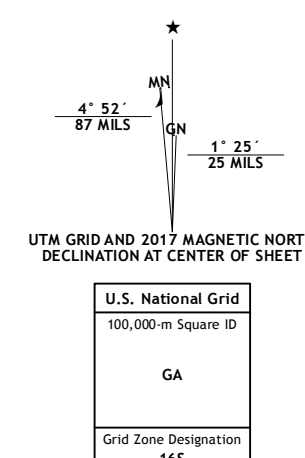 ★
MN
GN
4° 52´
87 MILS
1° 25´
25 MILS
UTM GRID AND 2017 MAGNETIC NORT
DECLINATION AT CENTER OF SHEET
U.S. National Grid
100,000-m Square ID
GA
Grid Zone Designation
16S